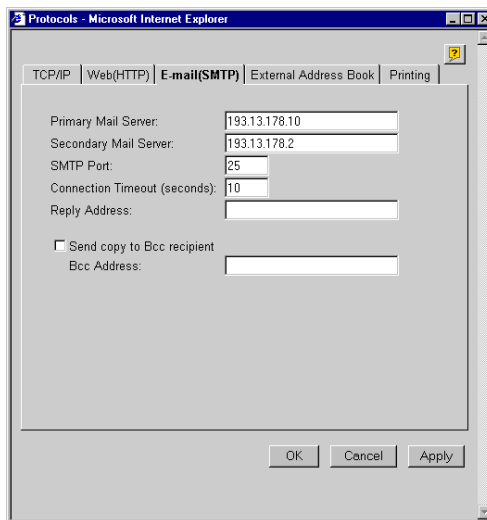 Protocols - Microsoft Internet Explorer
?
TCP/IP Web(HTTP) E-mail(SMTP) External Address Book Printing
Primary Mail Server: 193.13.178.10
Secondary Mail Server: 193.13.178.2
SMTP Port: 25
Connection Timeout (seconds): 10
Reply Address:
Send copy to Bcc recipient
Bcc Address:
OK Cancel Apply